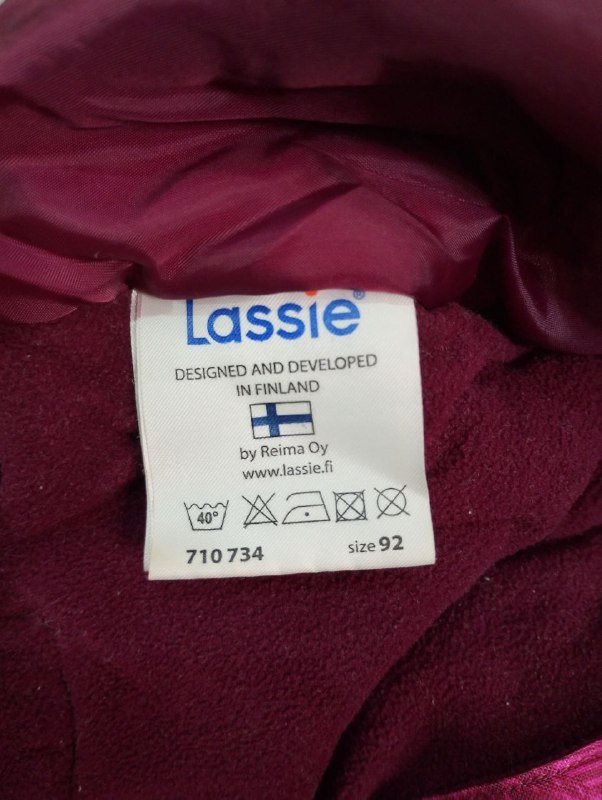 Lassie®
DESIGNED AND DEVELOPED
IN FINLAND
by Reima Oy
www.lassie.fi
40°
710 734 size 92